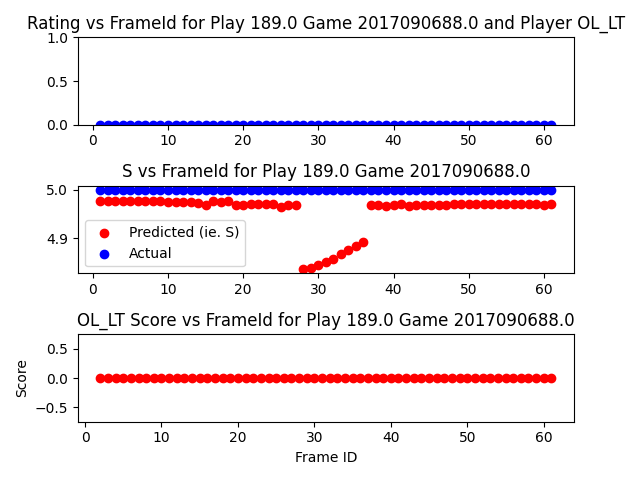 Rating vs FrameId for Play 189.0 Game 2017090688.0 and Player OL_LT
1.0
0.5
0.0
0 10 20 30 40 50 60
S vs FrameId for Play 189.0 Game 2017090688.0
5.0
4.9
Predicted (ie. S)
Actual
0 10 20 30 40 50 60
OL_LT Score vs FrameId for Play 189.0 Game 2017090688.0
Score
0.5
0.0
−0.5
0 10 20 30 40 50 60
Frame ID